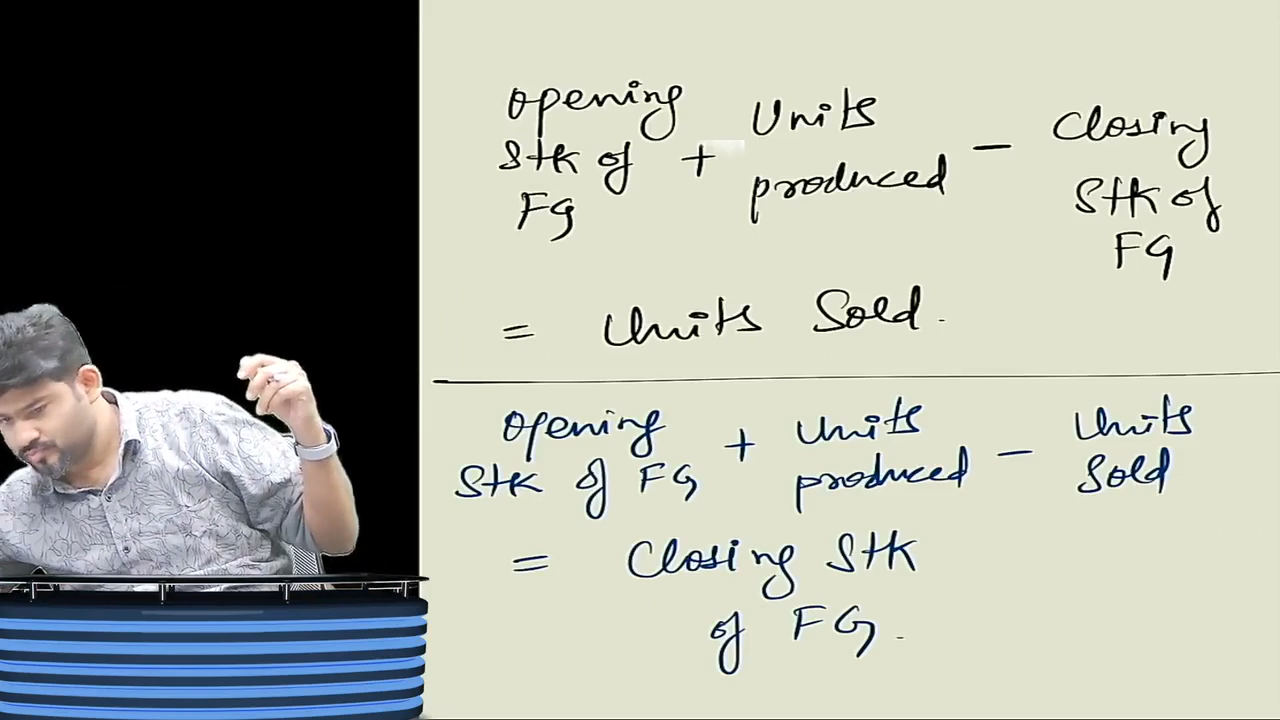 Opening Stk of FG + Units produced - Closing Stk of FG
= Units Sold.
Opening Stk of FG + Units produced - Units Sold
= Closing Stk of FG.